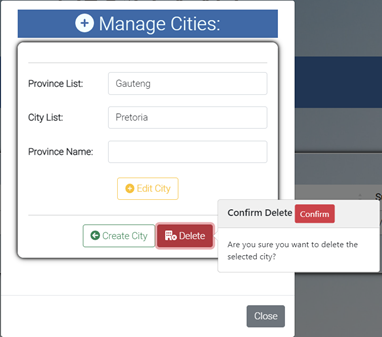 Manage Cities:
Province List:
Gauteng
City List:
Pretoria
Province Name:
Edit City
Create City
Delete
Confirm Delete
Confirm
Are you sure you want to delete the
selected city?
Close